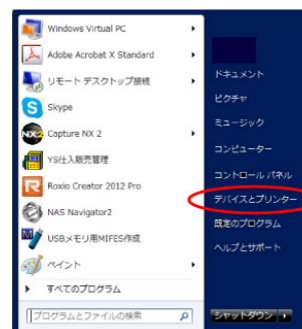 Windows Virtual PC
Adobe Acrobat X Standard
リモート デスクトップ接続
Skype
Capture NX 2
YS仕入販売管理
Roxio Creator 2012 Pro
NAS Navigator2
USBメモリ用MIFES作成
ペイント
すべてのプログラム
プログラムとファイルの検索
ドキュメント
ピクチャ
ミュージック
コンピューター
コントロール パネル
デバイスとプリンター
既定のプログラム
ヘルプとサポート
シャットダウン